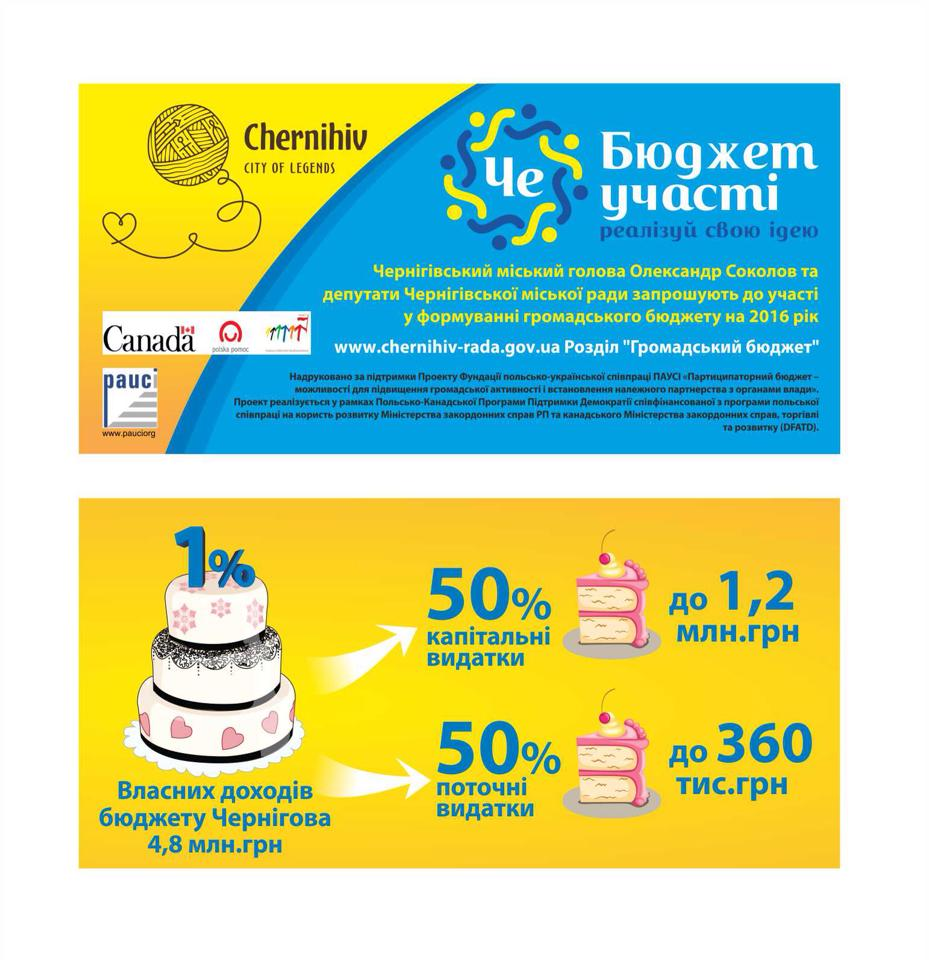 Chernihiv
CITY OF LEGENDS
Че
Бюджет
участі
реалізуй свою ідею
Чернігівський міський голова Олександр Соколов та
депутати Чернігівської міської ради запрошують до участі
у формуванні громадського бюджету на 2016 рік
www.chernihiv-rada.gov.ua Розділ "Громадський бюджет"
Canada
polska pomoc
pauci
www.pauciorg
Надруковано за підтримки Проекту Фундації польсько-української співпраці ПАУСІ «Партиципаторний бюджет –
можливості для підвищення громадської активності і встановлення належного партнерства з органами влади».
Проект реалізується у рамках Польсько-Канадської Програми Підтримки Демократії співфінансованої з програми польської
співпраці на користь розвитку Міністерства закордонних справ РП та канадського Міністерства закордонних справ, торгівлі
та розвитку (DFATD).
1%
Власних доходів
бюджету Чернігова
4,8 млн.грн
50%
капітальні
видатки
до 1,2
млн.грн
50%
поточні
видатки
до 360
тис.грн